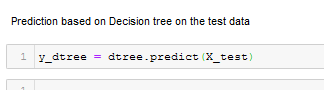 Prediction based on Decision tree on the test data
1 y_dtree = dtree.predict(X_test)